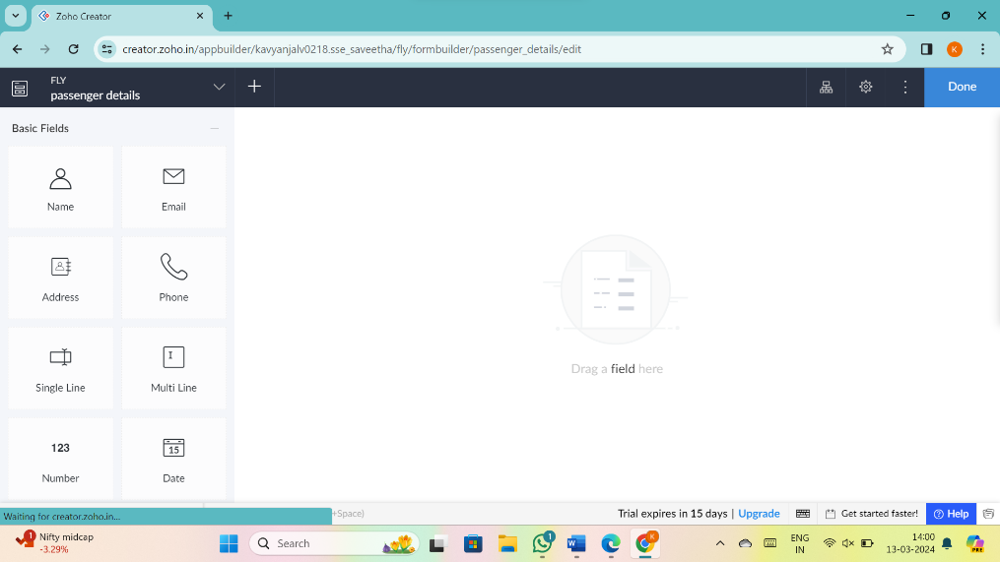 Zoho Creator
creator.zoho.in/appbuilder/kavyanjalv0218.sse_saveetha/fly/formbuilder/passenger_details/edit
K
FLY
passenger details
Done
Basic Fields
Name
Email
Address
Phone
Single Line
I
Multi Line
123
Number
15
Date
Drag a field here
Waiting for creator.zoho.in...
+Space)
Trial expires in 15 days | Upgrade
Get started faster!
? Help
1
Nifty midcap
-3.29%
Search
1
W
K
ENG
IN
14:00
13-03-2024
PRE